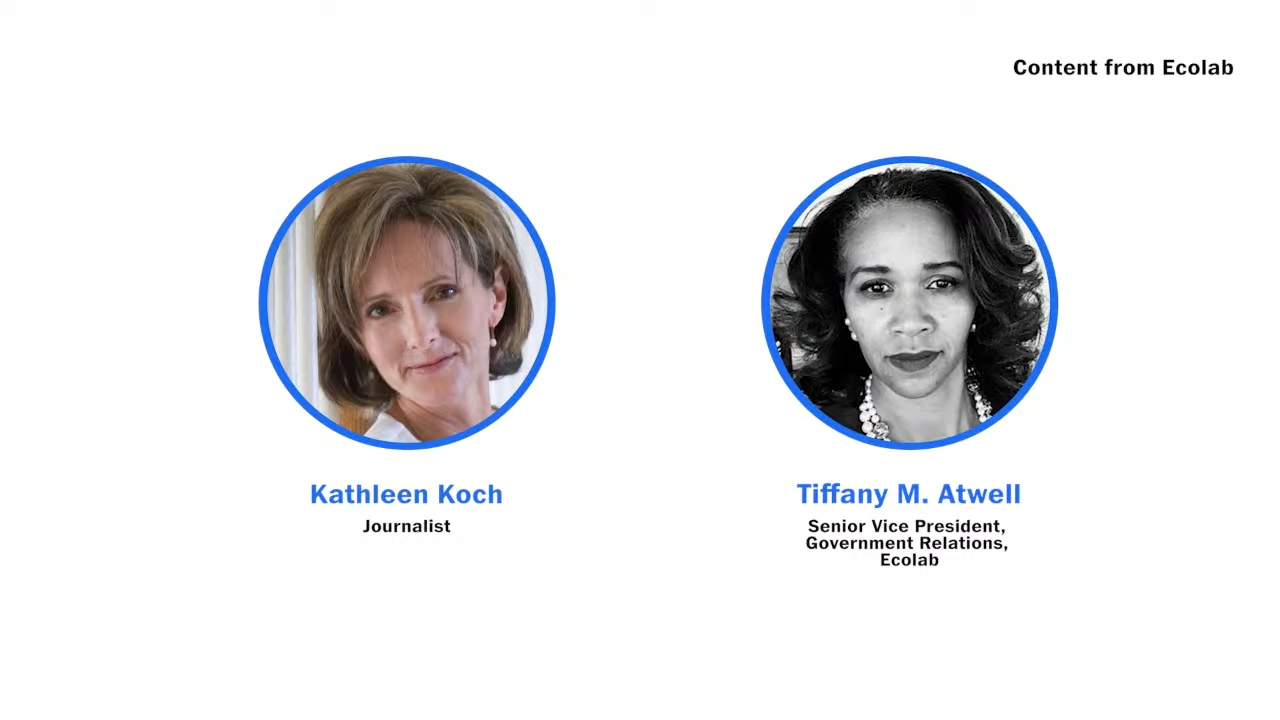 Content from Ecolab
Kathleen Koch
Journalist
Tiffany M. Atwell
Senior Vice President,
Government Relations,
Ecolab